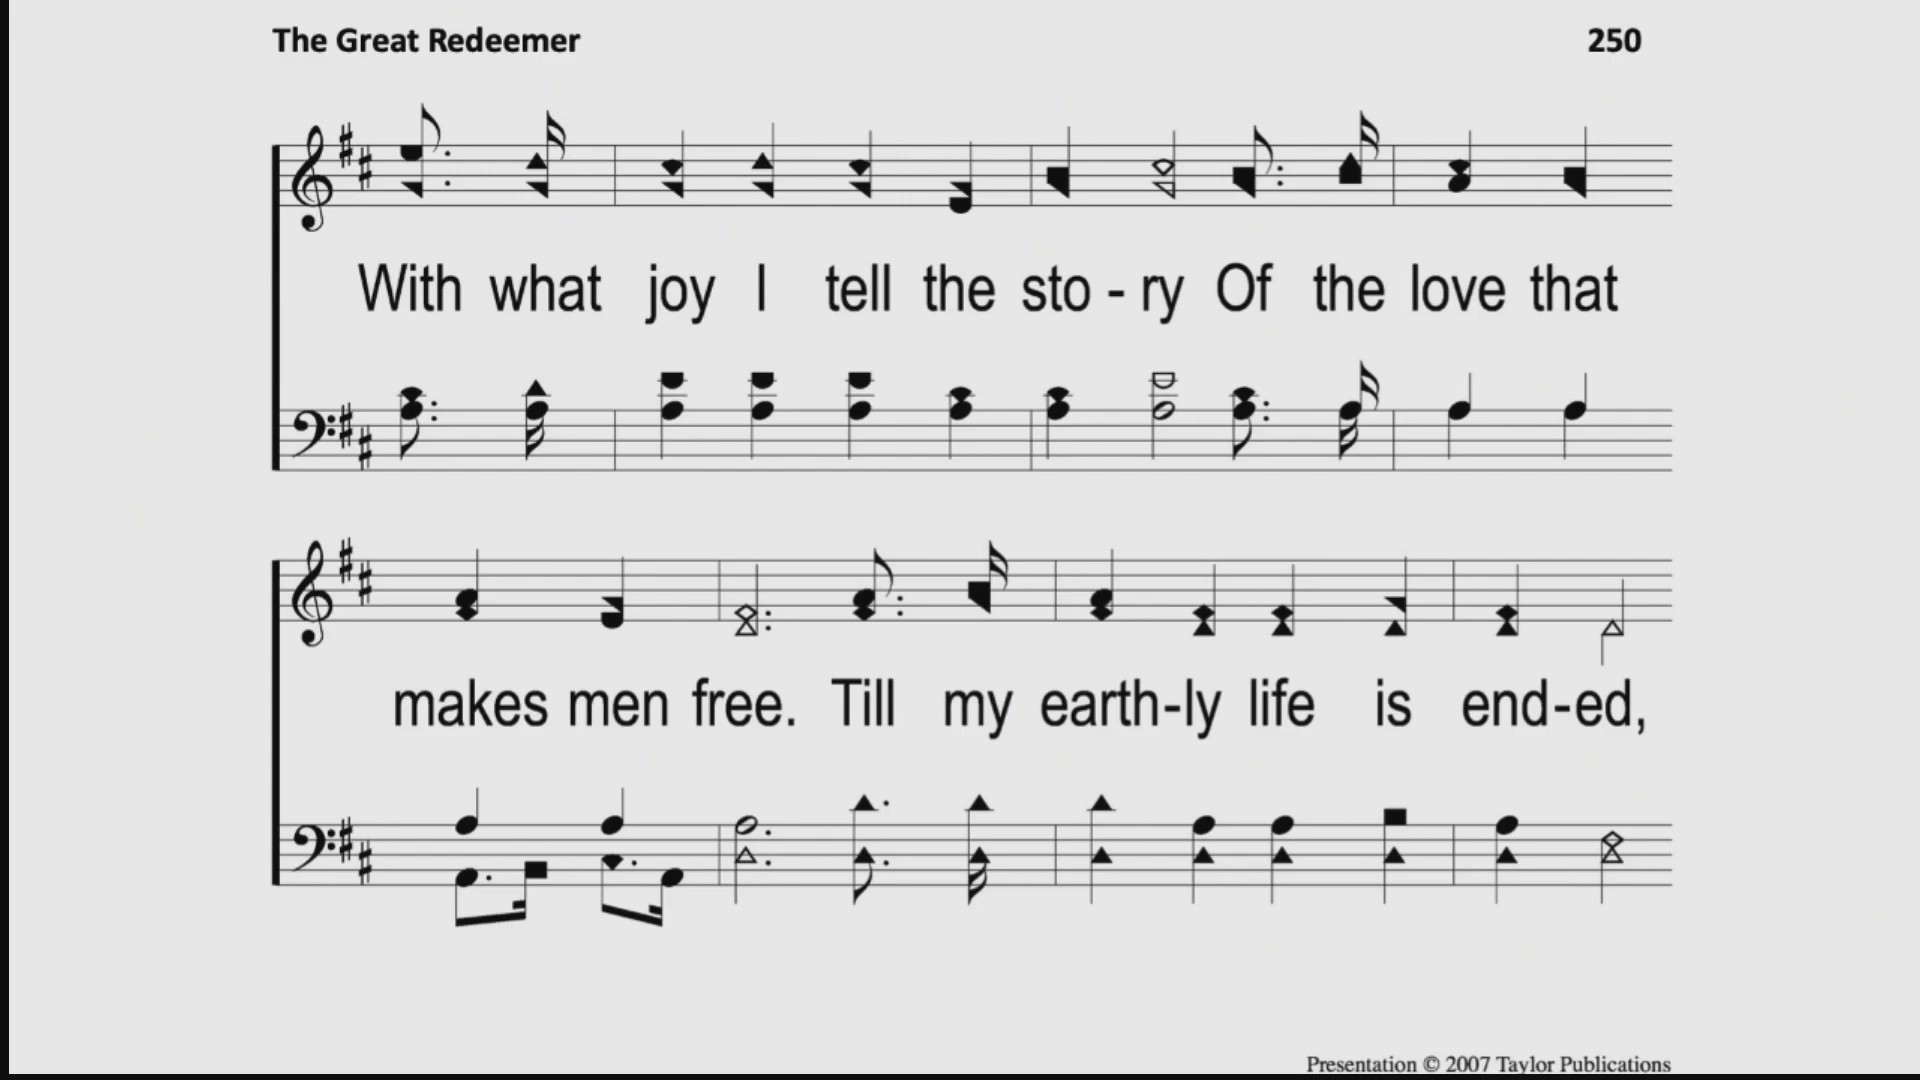 The Great Redeemer 250
With what joy I tell the sto - ry Of the love that
makes men free. Till my earth-ly life is end-ed,
Presentation © 2007 Taylor Publications